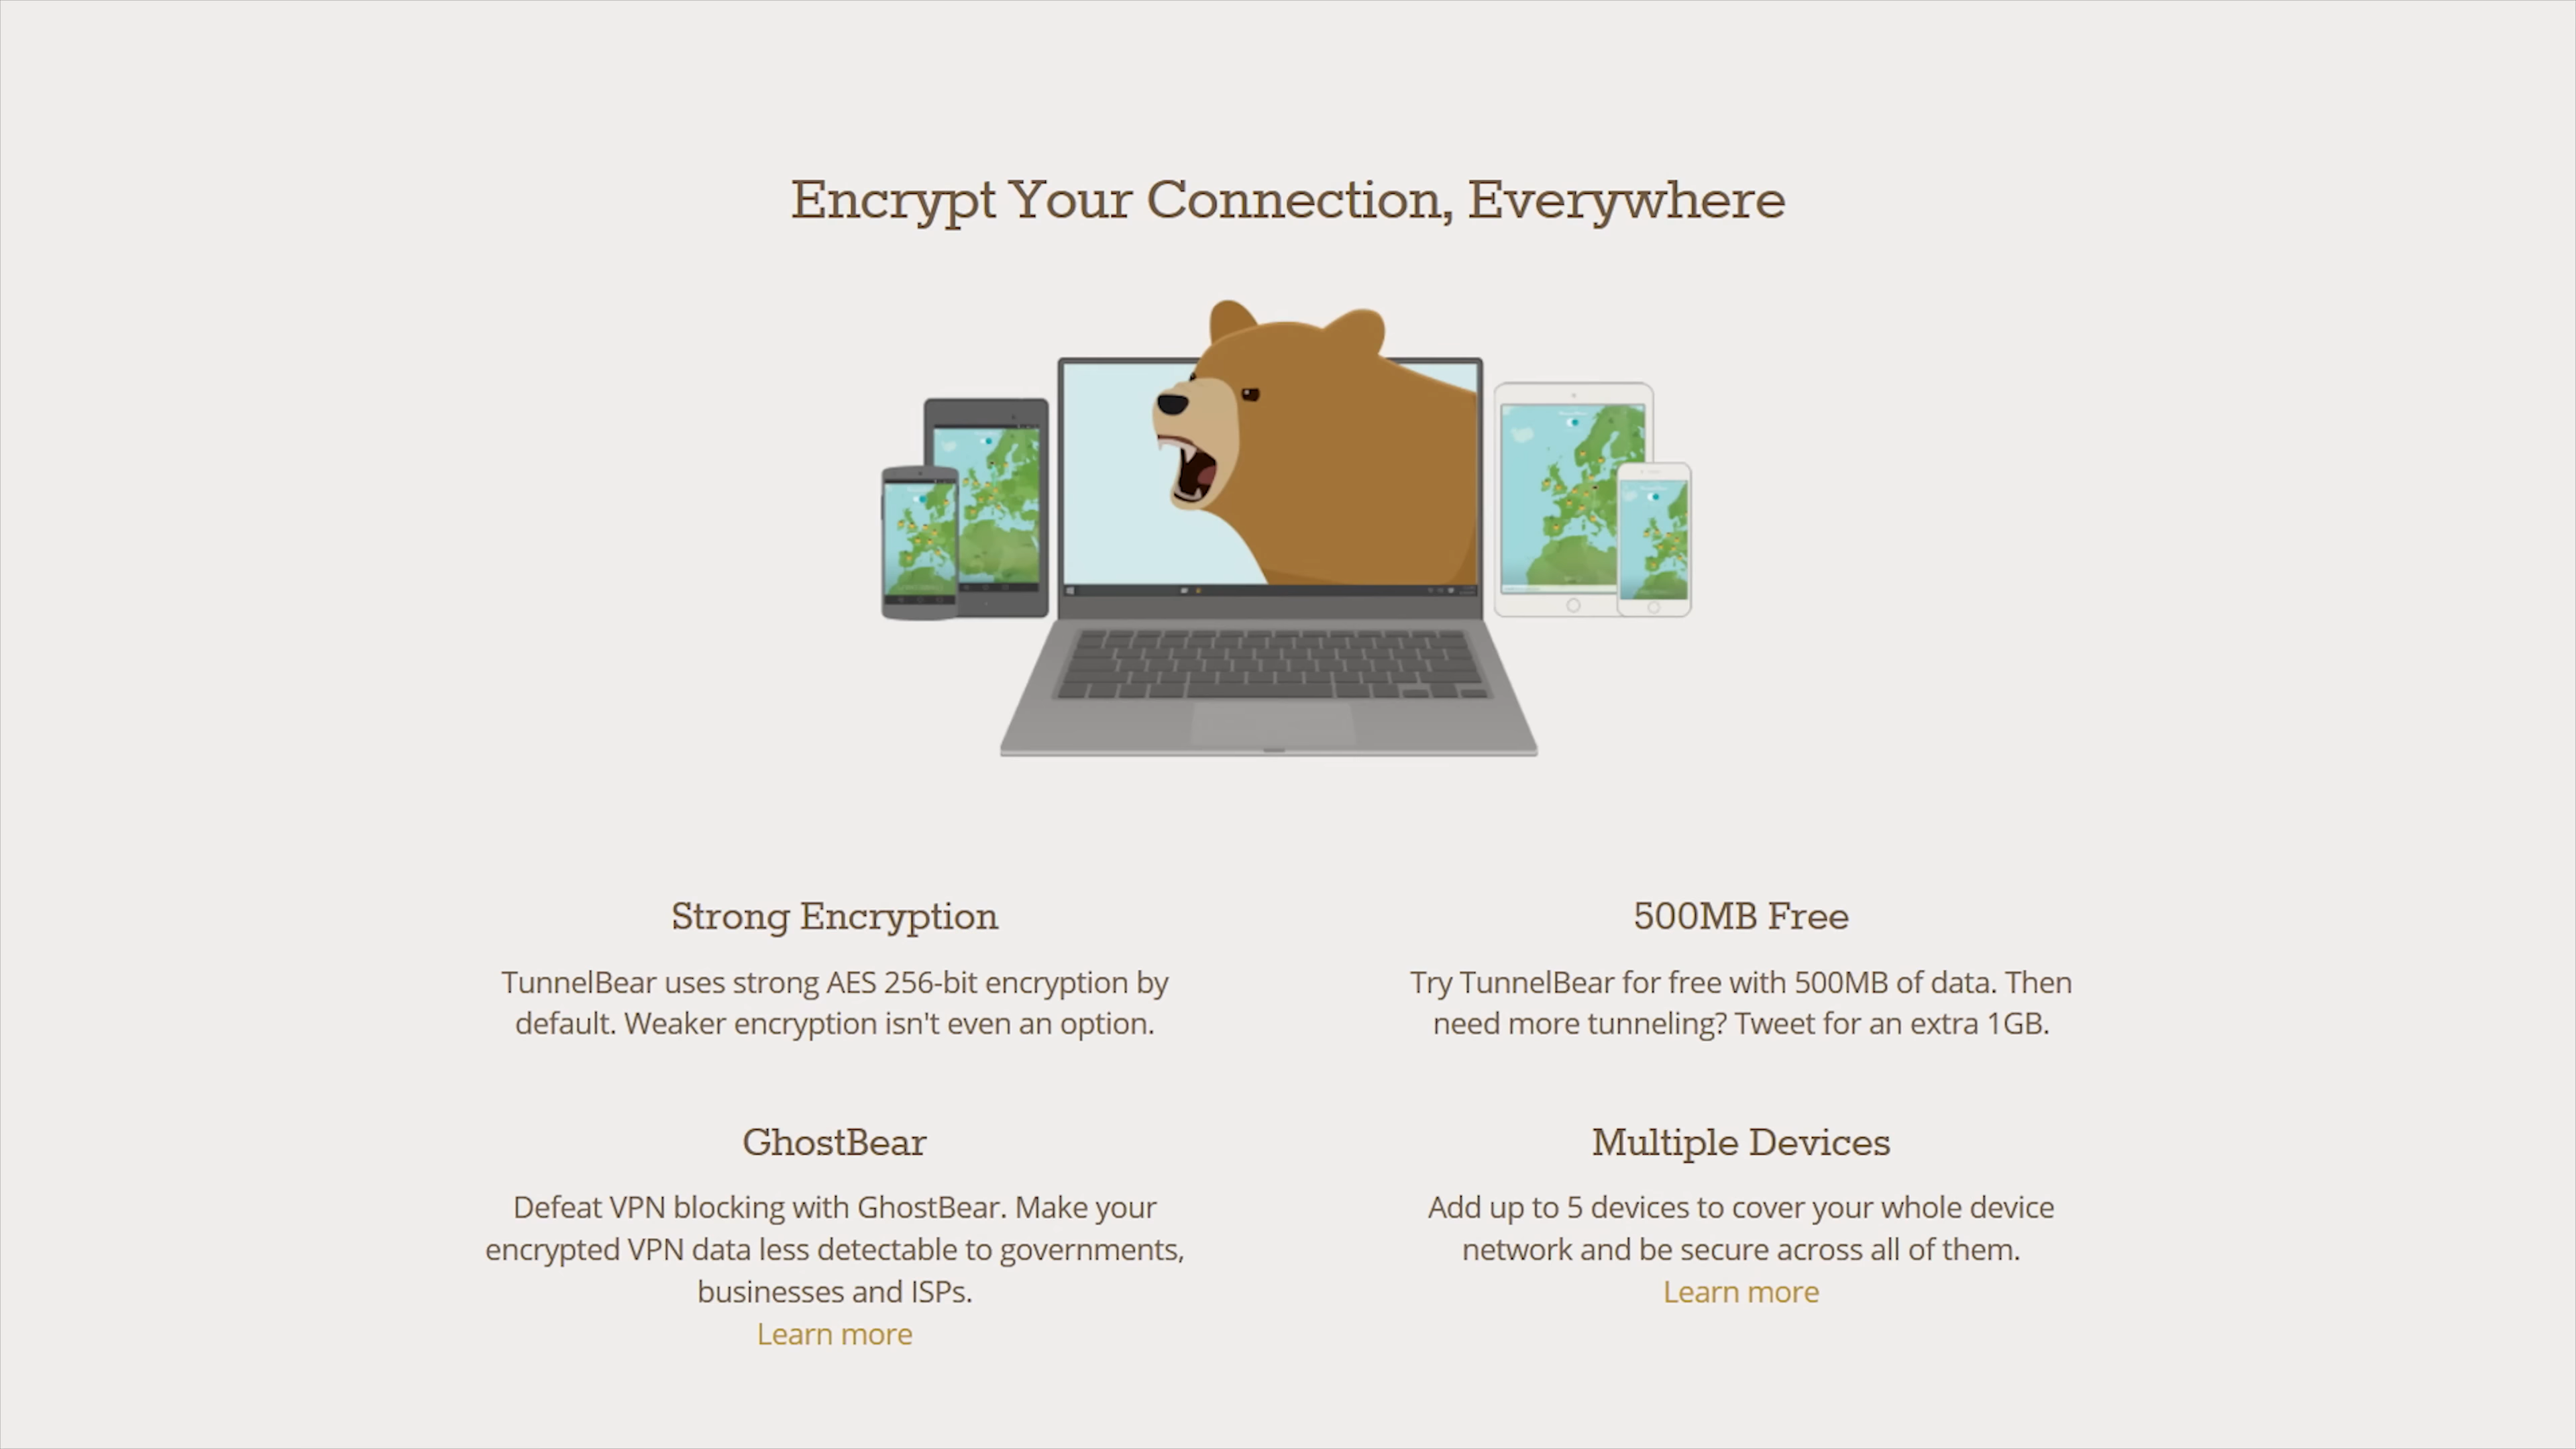 Encrypt Your Connection, Everywhere
Strong Encryption
TunnelBear uses strong AES 256-bit encryption by
default. Weaker encryption isn't even an option.
500MB Free
Try TunnelBear for free with 500MB of data. Then
need more tunneling? Tweet for an extra 1GB.
GhostBear
Defeat VPN blocking with GhostBear. Make your
encrypted VPN data less detectable to governments,
businesses and ISPs.
Learn more
Multiple Devices
Add up to 5 devices to cover your whole device
network and be secure across all of them.
Learn more